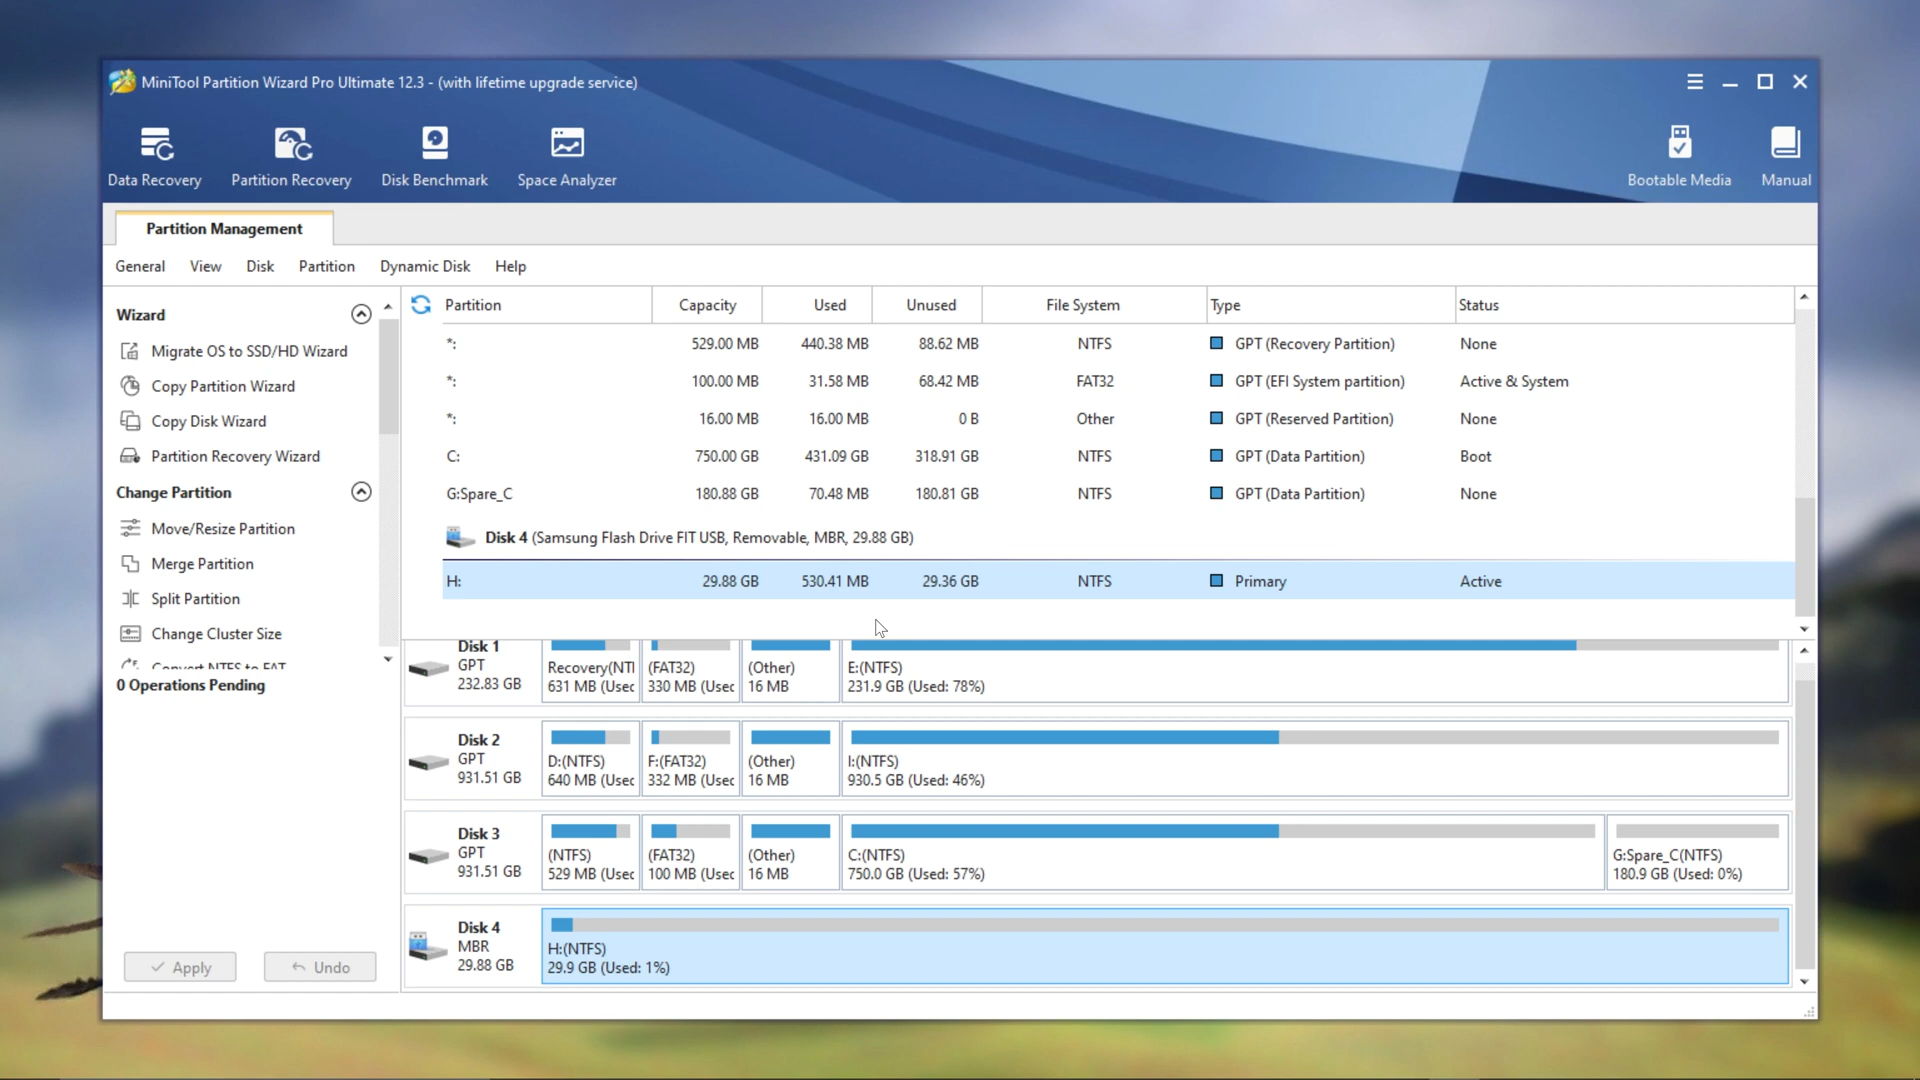 MiniTool Partition Wizard Pro Ultimate 12.3 - (with lifetime upgrade service)
Data Recovery
Partition Recovery
Disk Benchmark
Space Analyzer
Bootable Media
Manual
Partition Management
General View Disk Partition Dynamic Disk Help
Wizard
Migrate OS to SSD/HD Wizard
Copy Partition Wizard
Copy Disk Wizard
Partition Recovery Wizard
Change Partition
Move/Resize Partition
Merge Partition
Split Partition
Change Cluster Size
Convert NTFS to FAT
0 Operations Pending
Apply
Undo
Partition Capacity Used Unused File System Type Status
*: 529.00 MB 440.38 MB 88.62 MB NTFS GPT (Recovery Partition) None
*: 100.00 MB 31.58 MB 68.42 MB FAT32 GPT (EFI System partition) Active & System
*: 16.00 MB 16.00 MB 0 B Other GPT (Reserved Partition) None
C: 750.00 GB 431.09 GB 318.91 GB NTFS GPT (Data Partition) Boot
G:Spare_C 180.88 GB 70.48 MB 180.81 GB NTFS GPT (Data Partition) None
Disk 4 (Samsung Flash Drive FIT USB, Removable, MBR, 29.88 GB)
H: 29.88 GB 530.41 MB 29.36 GB NTFS Primary Active
Disk 1
GPT
232.83 GB
Recovery(NTI
631 MB (Usec
(FAT32)
330 MB (Usec
(Other)
16 MB
E:(NTFS)
231.9 GB (Used: 78%)
Disk 2
GPT
931.51 GB
D:(NTFS)
640 MB (Usec
F:(FAT32)
332 MB (Usec
(Other)
16 MB
I:(NTFS)
930.5 GB (Used: 46%)
Disk 3
GPT
931.51 GB
(NTFS)
529 MB (Usec
(FAT32)
100 MB (Usec
(Other)
16 MB
C:(NTFS)
750.0 GB (Used: 57%)
G:Spare_C(NTFS)
180.9 GB (Used: 0%)
Disk 4
MBR
29.88 GB
H:(NTFS)
29.9 GB (Used: 1%)